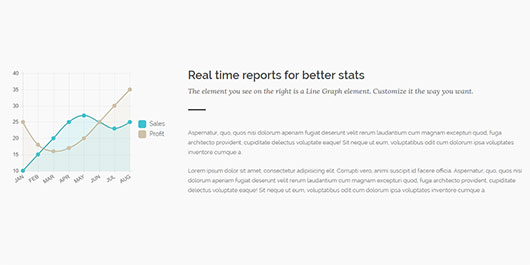 40
35
30
25
20
15
10
JAN FEB MAR APR MAY JUN JUL AUG
Sales
Profit
Real time reports for better stats
The element you see on the right is a Line Graph element. Customize it the way you want.
Aspernatur, quo, quos nisi dolorum aperiam fugiat deserunt velit rerum laudantium cum magnam excepturi quod, fuga
architecto provident, cupiditate delectus voluptate eaque! Sit neque ut eum, voluptatibus odit cum dolorum ipsam voluptates
inventore cumque a.
Lorem ipsum dolor sit amet, consectetur adipisicing elit. Corrupti vero, animi suscipit id facere officia. Aspernatur, quo, quos nisi
dolorum aperiam fugiat deserunt velit rerum laudantium cum magnam excepturi quod, fuga architecto provident, cupiditate
delectus voluptate eaque! Sit neque ut eum, voluptatibus odit cum dolorum ipsam voluptates inventore cumque a.